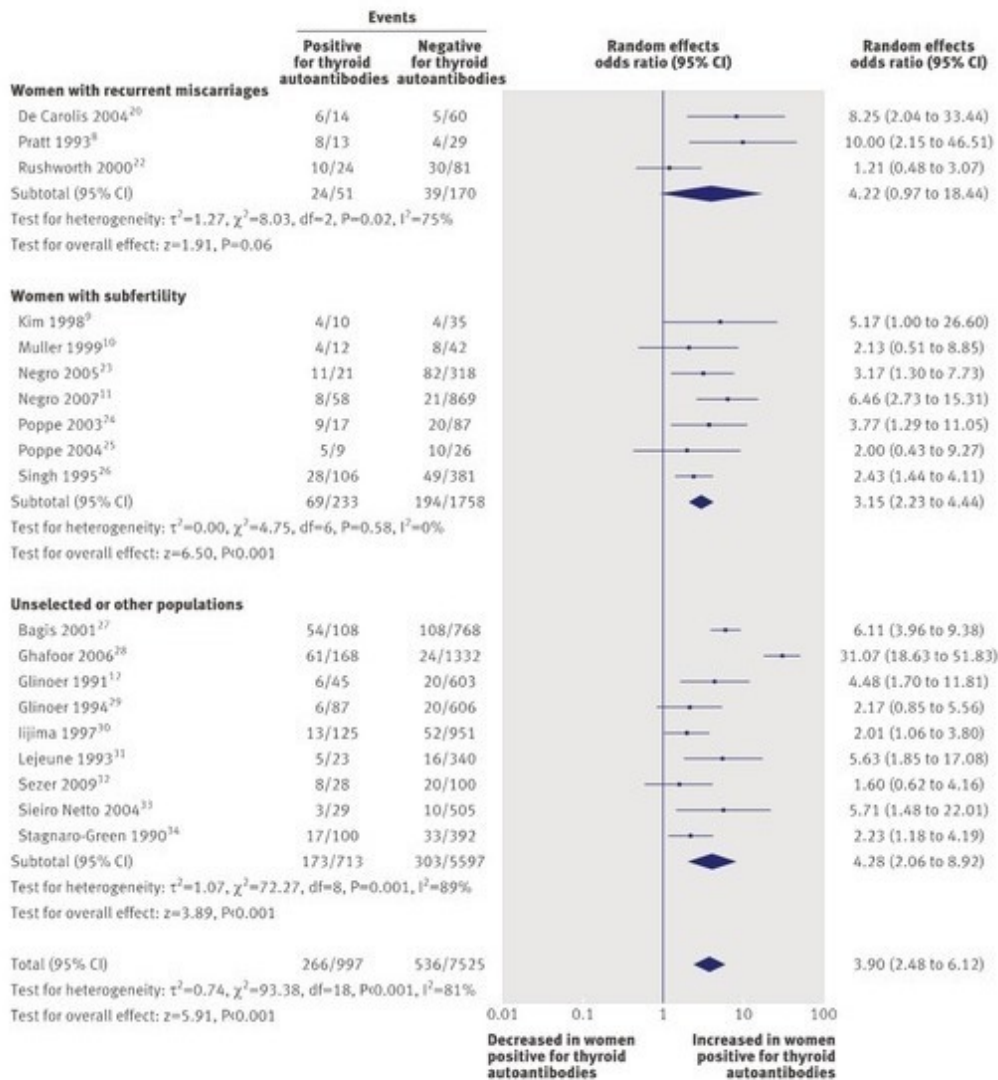 Events
Positive for thyroid autoantibodies Negative for thyroid autoantibodies Random effects odds ratio (95% CI) Random effects odds ratio (95% CI)
Women with recurrent miscarriages
De Carolis 2004²⁰ 6/14 5/60 8.25 (2.04 to 33.44)
Pratt 1993⁸ 8/13 4/29 10.00 (2.15 to 46.51)
Rushworth 2000²² 10/24 30/81 1.21 (0.48 to 3.07)
Subtotal (95% CI) 24/51 39/170 4.22 (0.97 to 18.44)
Test for heterogeneity: τ²=1.27, χ²=8.03, df=2, P=0.02, I²=75%
Test for overall effect: z=1.91, P=0.06
Women with subfertility
Kim 1998⁹ 4/10 4/35 5.17 (1.00 to 26.60)
Muller 1999¹⁰ 4/12 8/42 2.13 (0.51 to 8.85)
Negro 2005²³ 11/21 82/318 3.17 (1.30 to 7.73)
Negro 2007¹¹ 8/58 21/869 6.46 (2.73 to 15.31)
Poppe 2003²⁴ 9/17 20/87 3.77 (1.29 to 11.05)
Poppe 2004²⁵ 5/9 10/26 2.00 (0.43 to 9.27)
Singh 1995²⁶ 28/106 49/381 2.43 (1.44 to 4.11)
Subtotal (95% CI) 69/233 194/1758 3.15 (2.23 to 4.44)
Test for heterogeneity: τ²=0.00, χ²=4.75, df=6, P=0.58, I²=0%
Test for overall effect: z=6.50, P<0.001
Unselected or other populations
Bagis 2001²⁷ 54/108 108/768 6.11 (3.96 to 9.38)
Ghafoor 2006²⁸ 61/168 24/1332 31.07 (18.63 to 51.83)
Glinoer 1991¹² 6/45 20/603 4.48 (1.70 to 11.81)
Glinoer 1994²⁹ 6/87 20/606 2.17 (0.85 to 5.56)
Iijima 1997³⁰ 13/125 52/951 2.01 (1.06 to 3.80)
Lejeune 1993³¹ 5/23 16/340 5.63 (1.85 to 17.08)
Sezer 2009³² 8/28 20/100 1.60 (0.62 to 4.16)
Sieiro Netto 2004³³ 3/29 10/505 5.71 (1.48 to 22.01)
Stagnaro-Green 1990³⁴ 17/100 33/392 2.23 (1.18 to 4.19)
Subtotal (95% CI) 173/713 303/5597 4.28 (2.06 to 8.92)
Test for heterogeneity: τ²=1.07, χ²=72.27, df=8, P=0.001, I²=89%
Test for overall effect: z=3.89, P<0.001
Total (95% CI) 266/997 536/7525 3.90 (2.48 to 6.12)
Test for heterogeneity: τ²=0.74, χ²=93.38, df=18, P<0.001, I²=81%
Test for overall effect: z=5.91, P<0.001
0.01 0.1 1 10 100
Decreased in women positive for thyroid autoantibodies Increased in women positive for thyroid autoantibodies